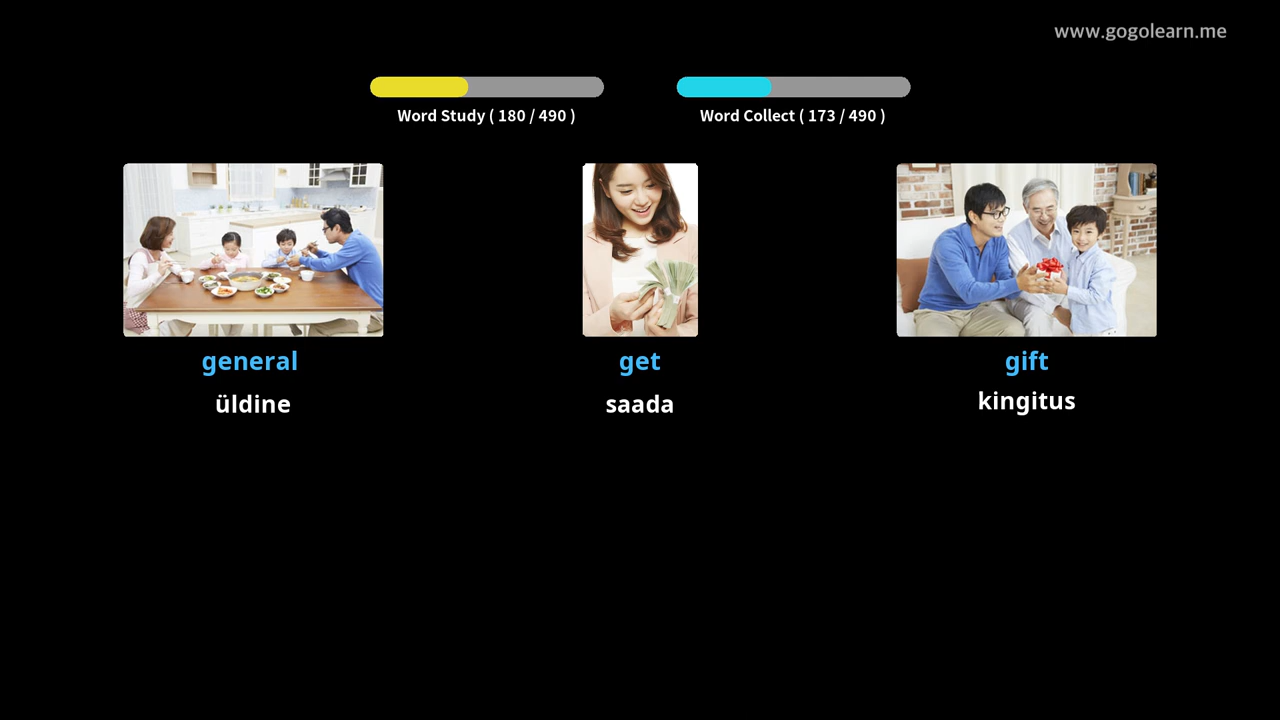 www.gogolearn.me
Word Study ( 180 / 490 )
Word Collect ( 173 / 490 )
general
get
gift
üldine
saada
kingitus